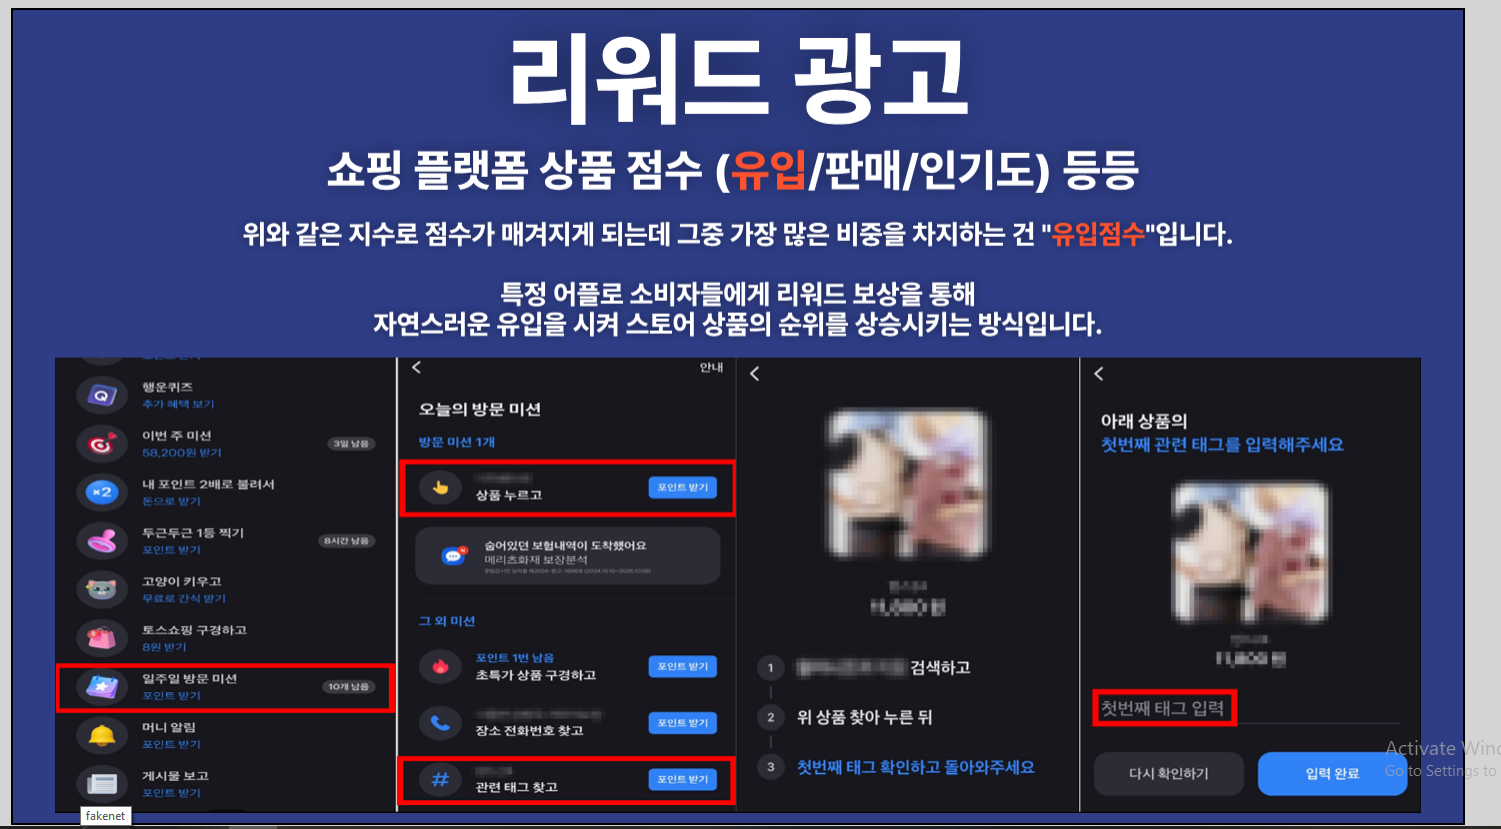 리워드 광고
쇼핑 플랫폼 상품 점수 (유입/판매/인기도) 등등
위와 같은 지수로 점수가 매겨지게 되는데 그중 가장 많은 비중을 차지하는 건 "유입점수"입니다.
특정 어플로 소비자들에게 리워드 보상을 통해
자연스러운 유입을 시켜 스토어 상품의 순위를 상승시키는 방식입니다.
행운퀴즈
추가 혜택 보기
이번 주 미션
58,200원 받기
3일 남음
내 포인트 2배로 불려서
돈으로 받기
×2
두근두근 1등 찍기
포인트 받기
8시간 남음
고양이 키우고
무료로 간식 받기
토스쇼핑 구경하고
8원 받기
일주일 방문 미션
포인트 받기
10개 남음
머니 알림
포인트 받기
게시물 보고
포인트 받기
안내
오늘의 방문 미션
방문 미션 1개
상품 누르고
포인트 받기
숨어있던 보험내역이 도착했어요
메리츠화재 보장분석
그 외 미션
포인트 1번 남음
초특가 상품 구경하고
포인트 받기
장소 전화번호 찾고
포인트 받기
#
관련 태그 찾고
포인트 받기
1 검색하고
2 위 상품 찾아 누른 뒤
3 첫번째 태그 확인하고 돌아와주세요
아래 상품의
첫번째 관련 태그를 입력해주세요
첫번째 태그 입력
다시 확인하기
입력 완료
Activate Wind
Go to Settings to
fakenet